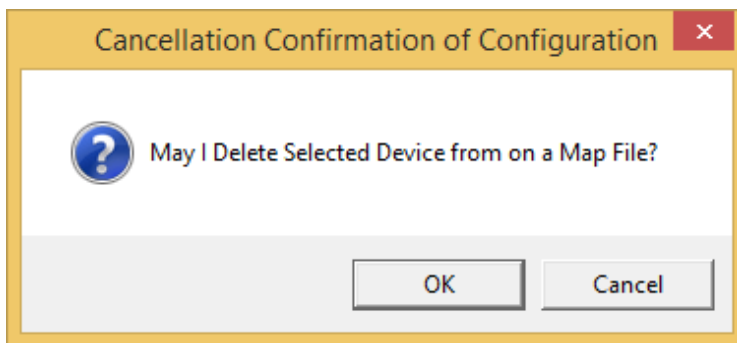 Cancellation Confirmation of Configuration
May I Delete Selected Device from on a Map File?
OK
Cancel